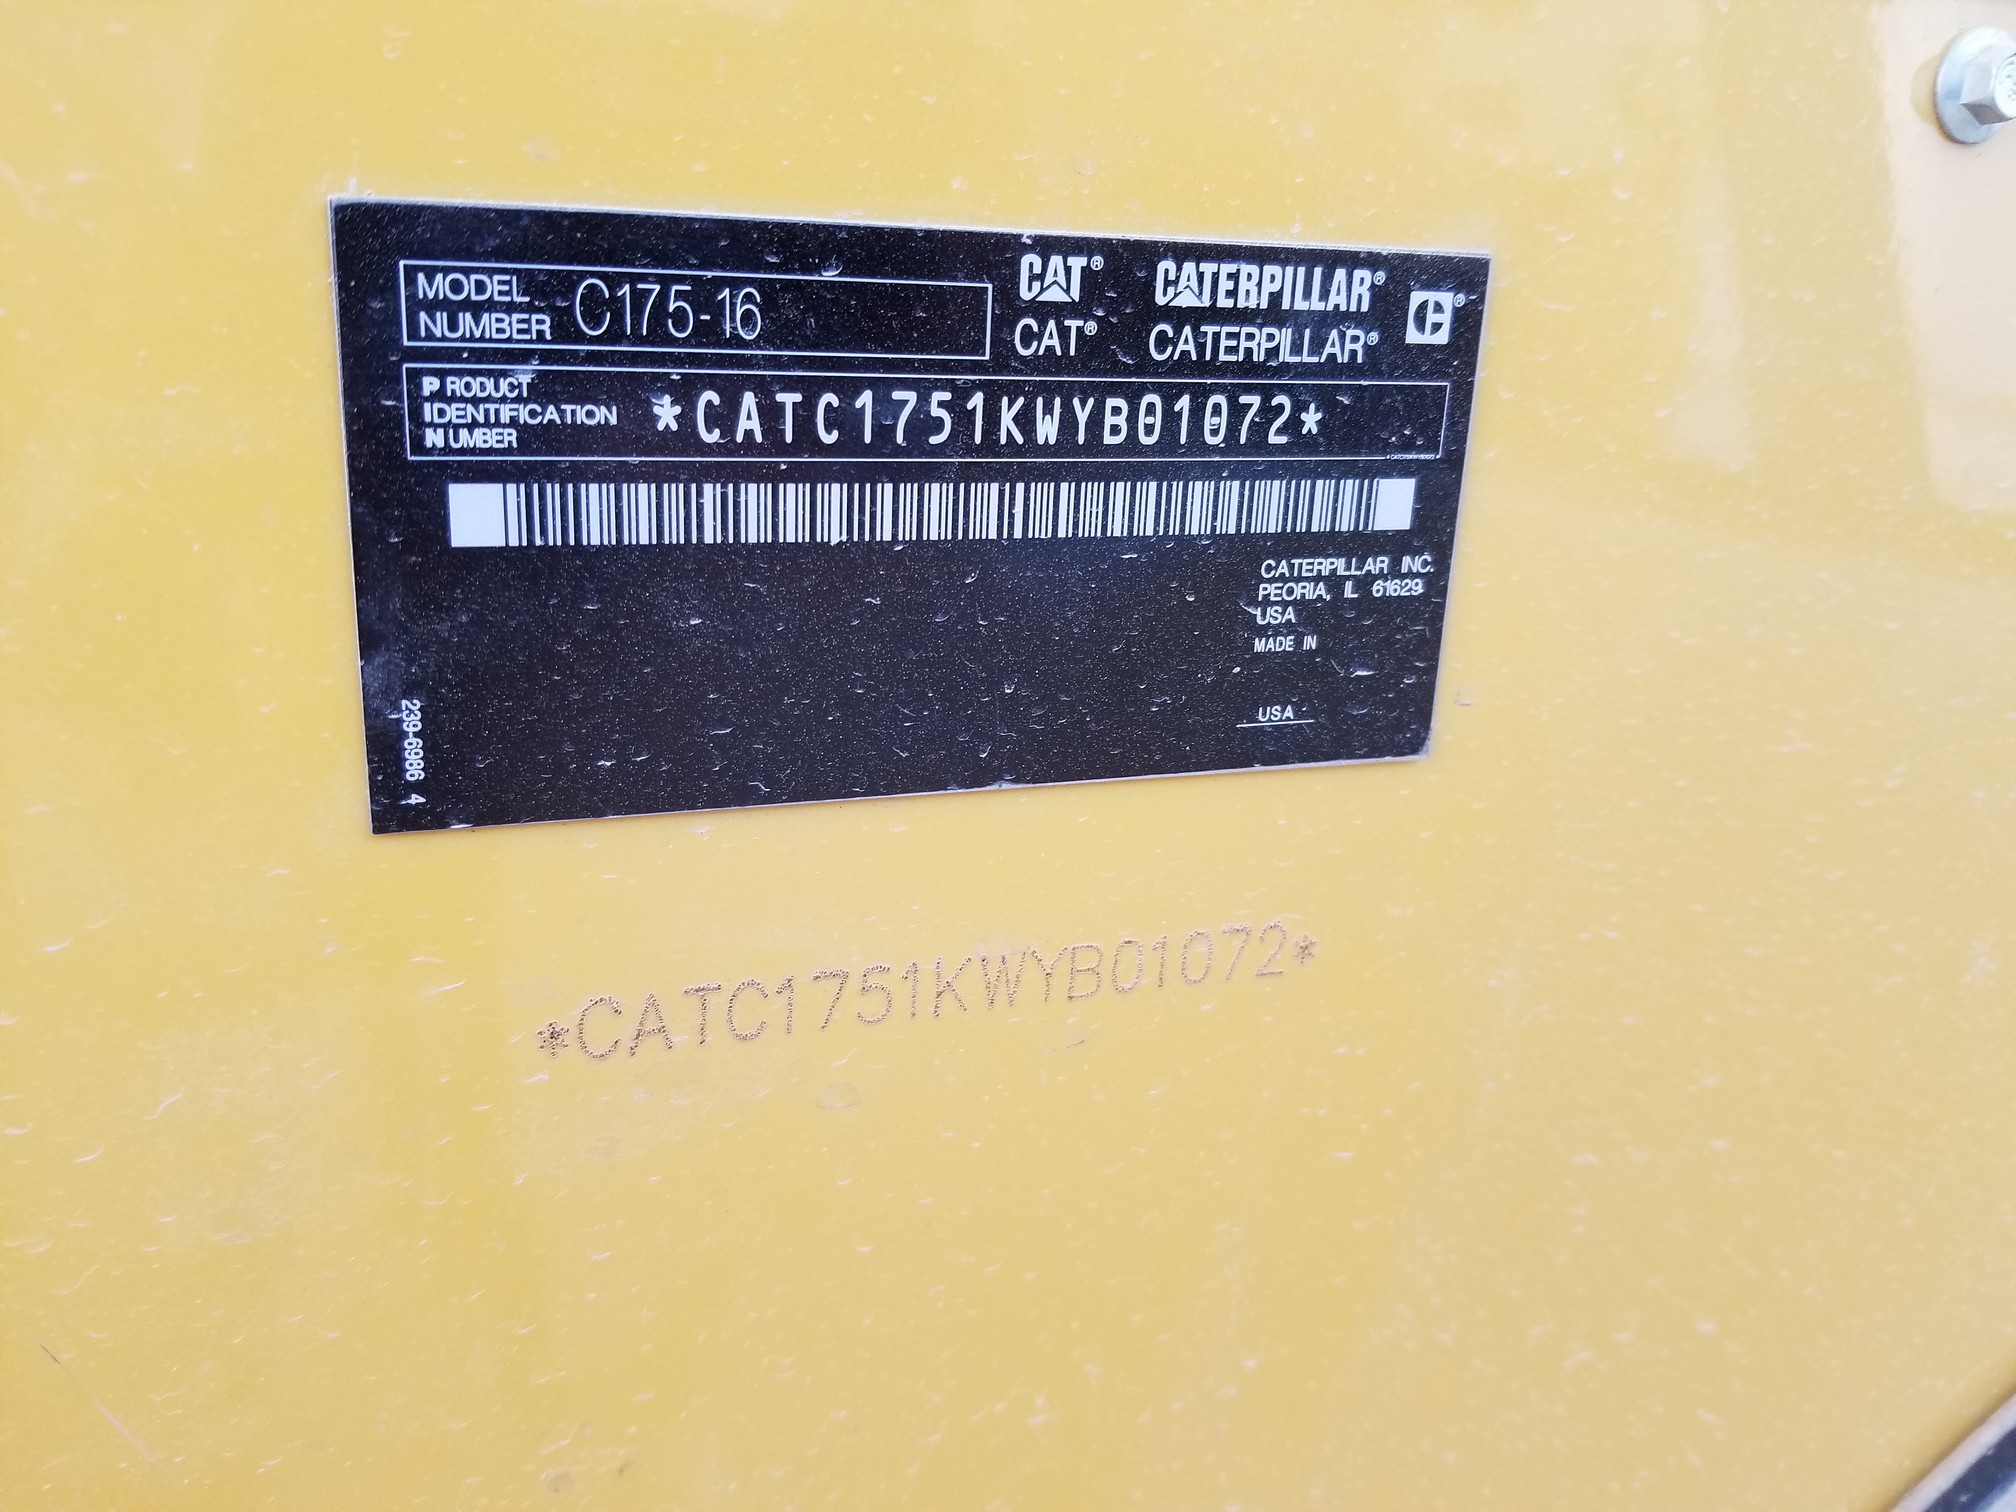 MODEL NUMBER C175-16
CAT® CATERPILLAR®
CAT® CATERPILLAR®
PRODUCT
IDENTIFICATION
NUMBER
*CATC1751KWYB01072*
CATERPILLAR INC.
PEORIA, IL 61629
USA
MADE IN
USA
239-6986 4
*CATC1751KWYB01072*